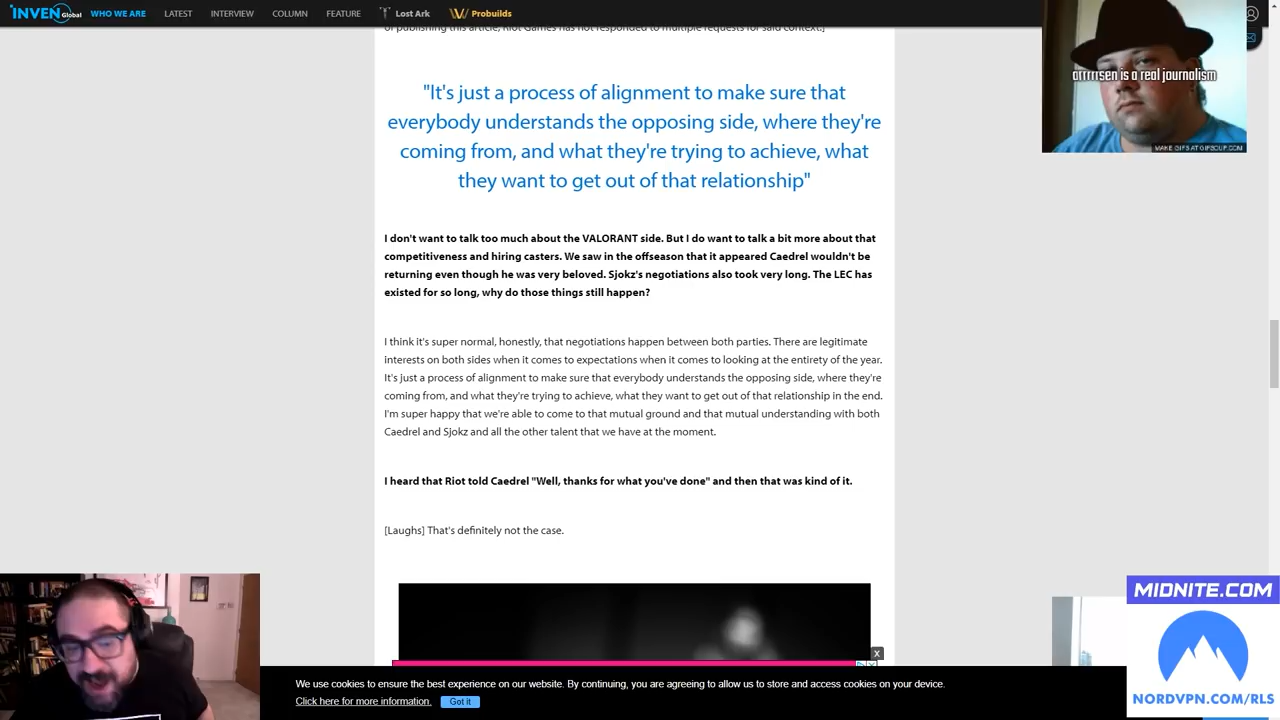 INVEN Global
WHO WE ARE
LATEST
INTERVIEW
COLUMN
FEATURE
Lost Ark
Probuilds
of publishing this article, Riot Games has not responded to multiple requests for said context.]
arrrrrsen is a real journalism
MAKE GIFS AT GIFSOUP.COM
"It's just a process of alignment to make sure that
everybody understands the opposing side, where they're
coming from, and what they're trying to achieve, what
they want to get out of that relationship"
I don't want to talk too much about the VALORANT side. But I do want to talk a bit more about that
competitiveness and hiring casters. We saw in the offseason that it appeared Caedrel wouldn't be
returning even though he was very beloved. Sjokz's negotiations also took very long. The LEC has
existed for so long, why do those things still happen?
I think it's super normal, honestly, that negotiations happen between both parties. There are legitimate
interests on both sides when it comes to expectations when it comes to looking at the entirety of the year.
It's just a process of alignment to make sure that everybody understands the opposing side, where they're
coming from, and what they're trying to achieve, what they want to get out of that relationship in the end.
I'm super happy that we're able to come to that mutual ground and that mutual understanding with both
Caedrel and Sjokz and all the other talent that we have at the moment.
I heard that Riot told Caedrel "Well, thanks for what you've done" and then that was kind of it.
[Laughs] That's definitely not the case.
X
We use cookies to ensure the best experience on our website. By continuing, you are agreeing to allow us to store and access cookies on your device.
Click here for more information.
Got it
MIDNITE.COM
NORDVPN.COM/RLS